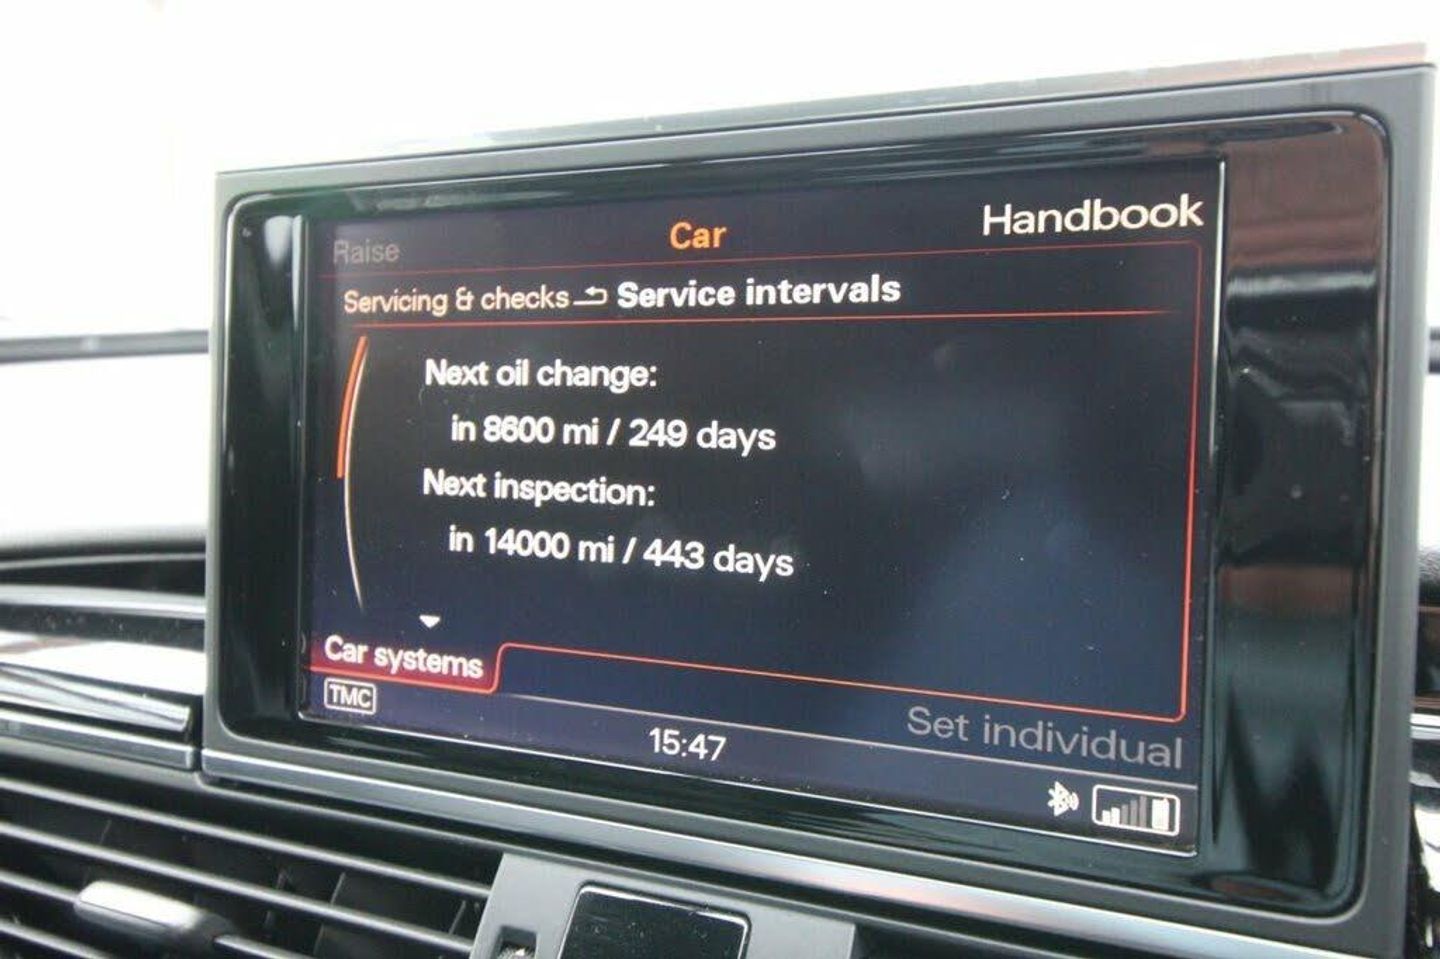 Raise Car Handbook
Servicing & checks Service intervals
Next oil change:
in 8600 mi / 249 days
Next inspection:
in 14000 mi / 443 days
Car systems
TMC
Set individual
15:47